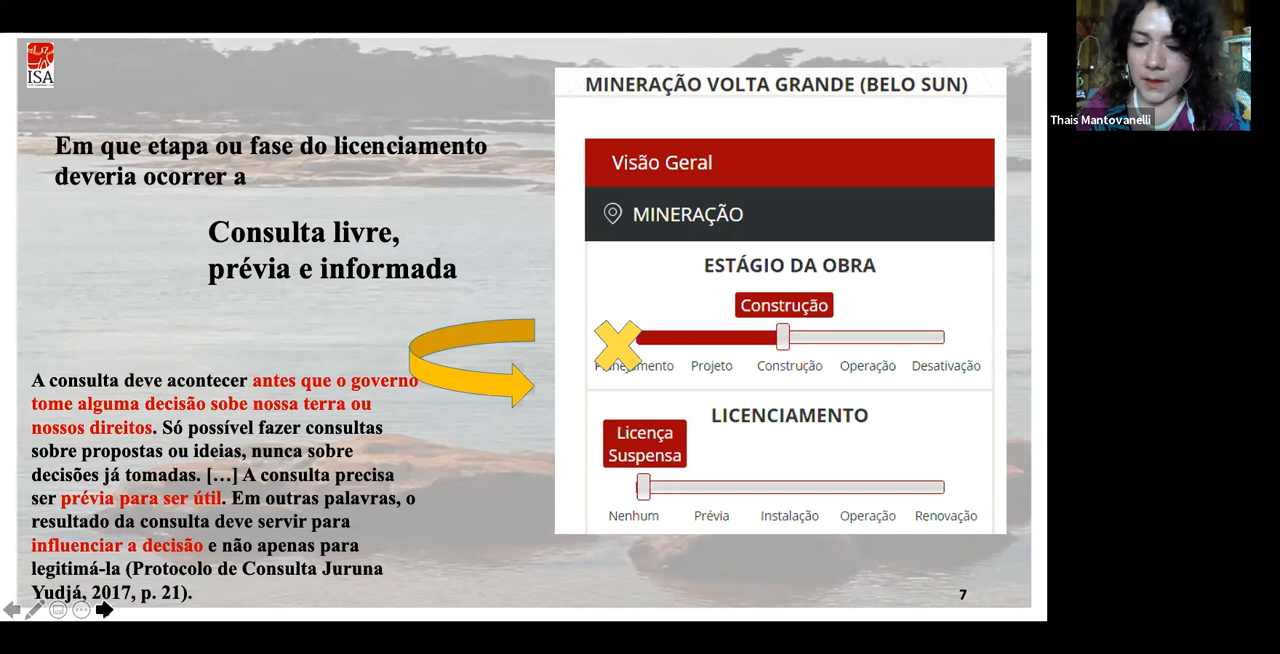 ISA
Em que etapa ou fase do licenciamento
deveria ocorrer a
Consulta livre,
prévia e informada
A consulta deve acontecer antes que o governo
tome alguma decisão sobe nossa terra ou
nossos direitos. Só possível fazer consultas
sobre propostas ou ideias, nunca sobre
decisões já tomadas. […] A consulta precisa
ser prévia para ser útil. Em outras palavras, o
resultado da consulta deve servir para
influenciar a decisão e não apenas para
legitimá-la (Protocolo de Consulta Juruna
Yudjá, 2017, p. 21).
MINERAÇÃO VOLTA GRANDE (BELO SUN)
Visão Geral
MINERAÇÃO
ESTÁGIO DA OBRA
Construção
Planejamento Projeto Construção Operação Desativação
LICENCIAMENTO
Licença
Suspensa
Nenhum Prévia Instalação Operação Renovação
7
Thais Mantovanelli